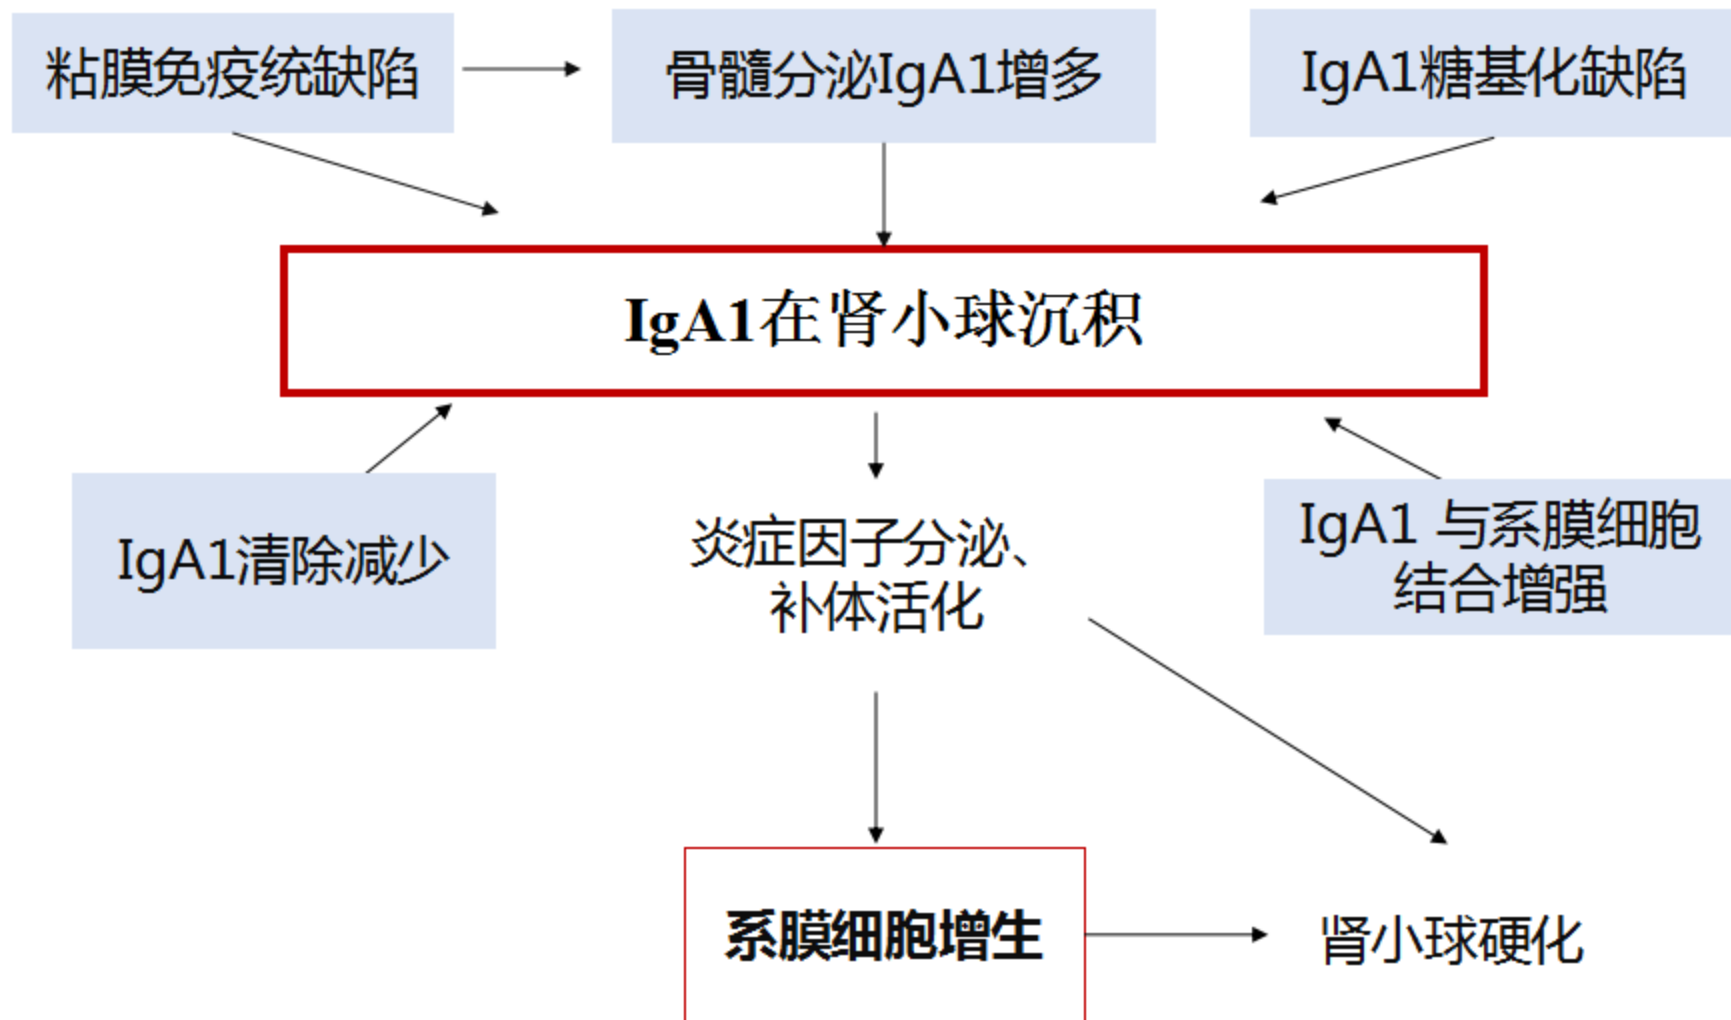 粘膜免疫统缺陷
骨髓分泌IgA1增多
IgA1糖基化缺陷
IgA1在肾小球沉积
IgA1清除减少
炎症因子分泌、
补体活化
IgA1 与系膜细胞
结合增强
系膜细胞增生
肾小球硬化